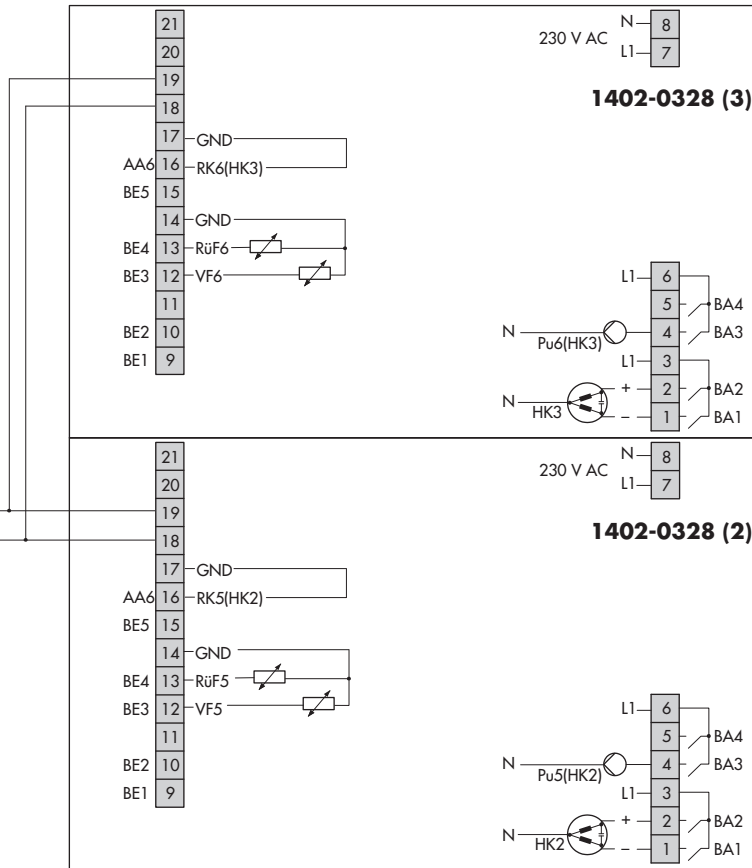 21
20
19
18
17 GND
AA6 16 RK6(HK3)
BE5 15
14 GND
BE4 13 RüF6
BE3 12 VF6
11
BE2 10
BE1 9
N 8
230 V AC
L1 7
1402-0328 (3)
L1 6
5 BA4
N Pu6(HK3) 4 BA3
L1 3
+ 2 BA2
N HK3
− 1 BA1
21
20
19
18
17 GND
AA6 16 RK5(HK2)
BE5 15
14 GND
BE4 13 RüF5
BE3 12 VF5
11
BE2 10
BE1 9
N 8
230 V AC
L1 7
1402-0328 (2)
L1 6
5 BA4
N Pu5(HK2) 4 BA3
L1 3
+ 2 BA2
N HK2
− 1 BA1